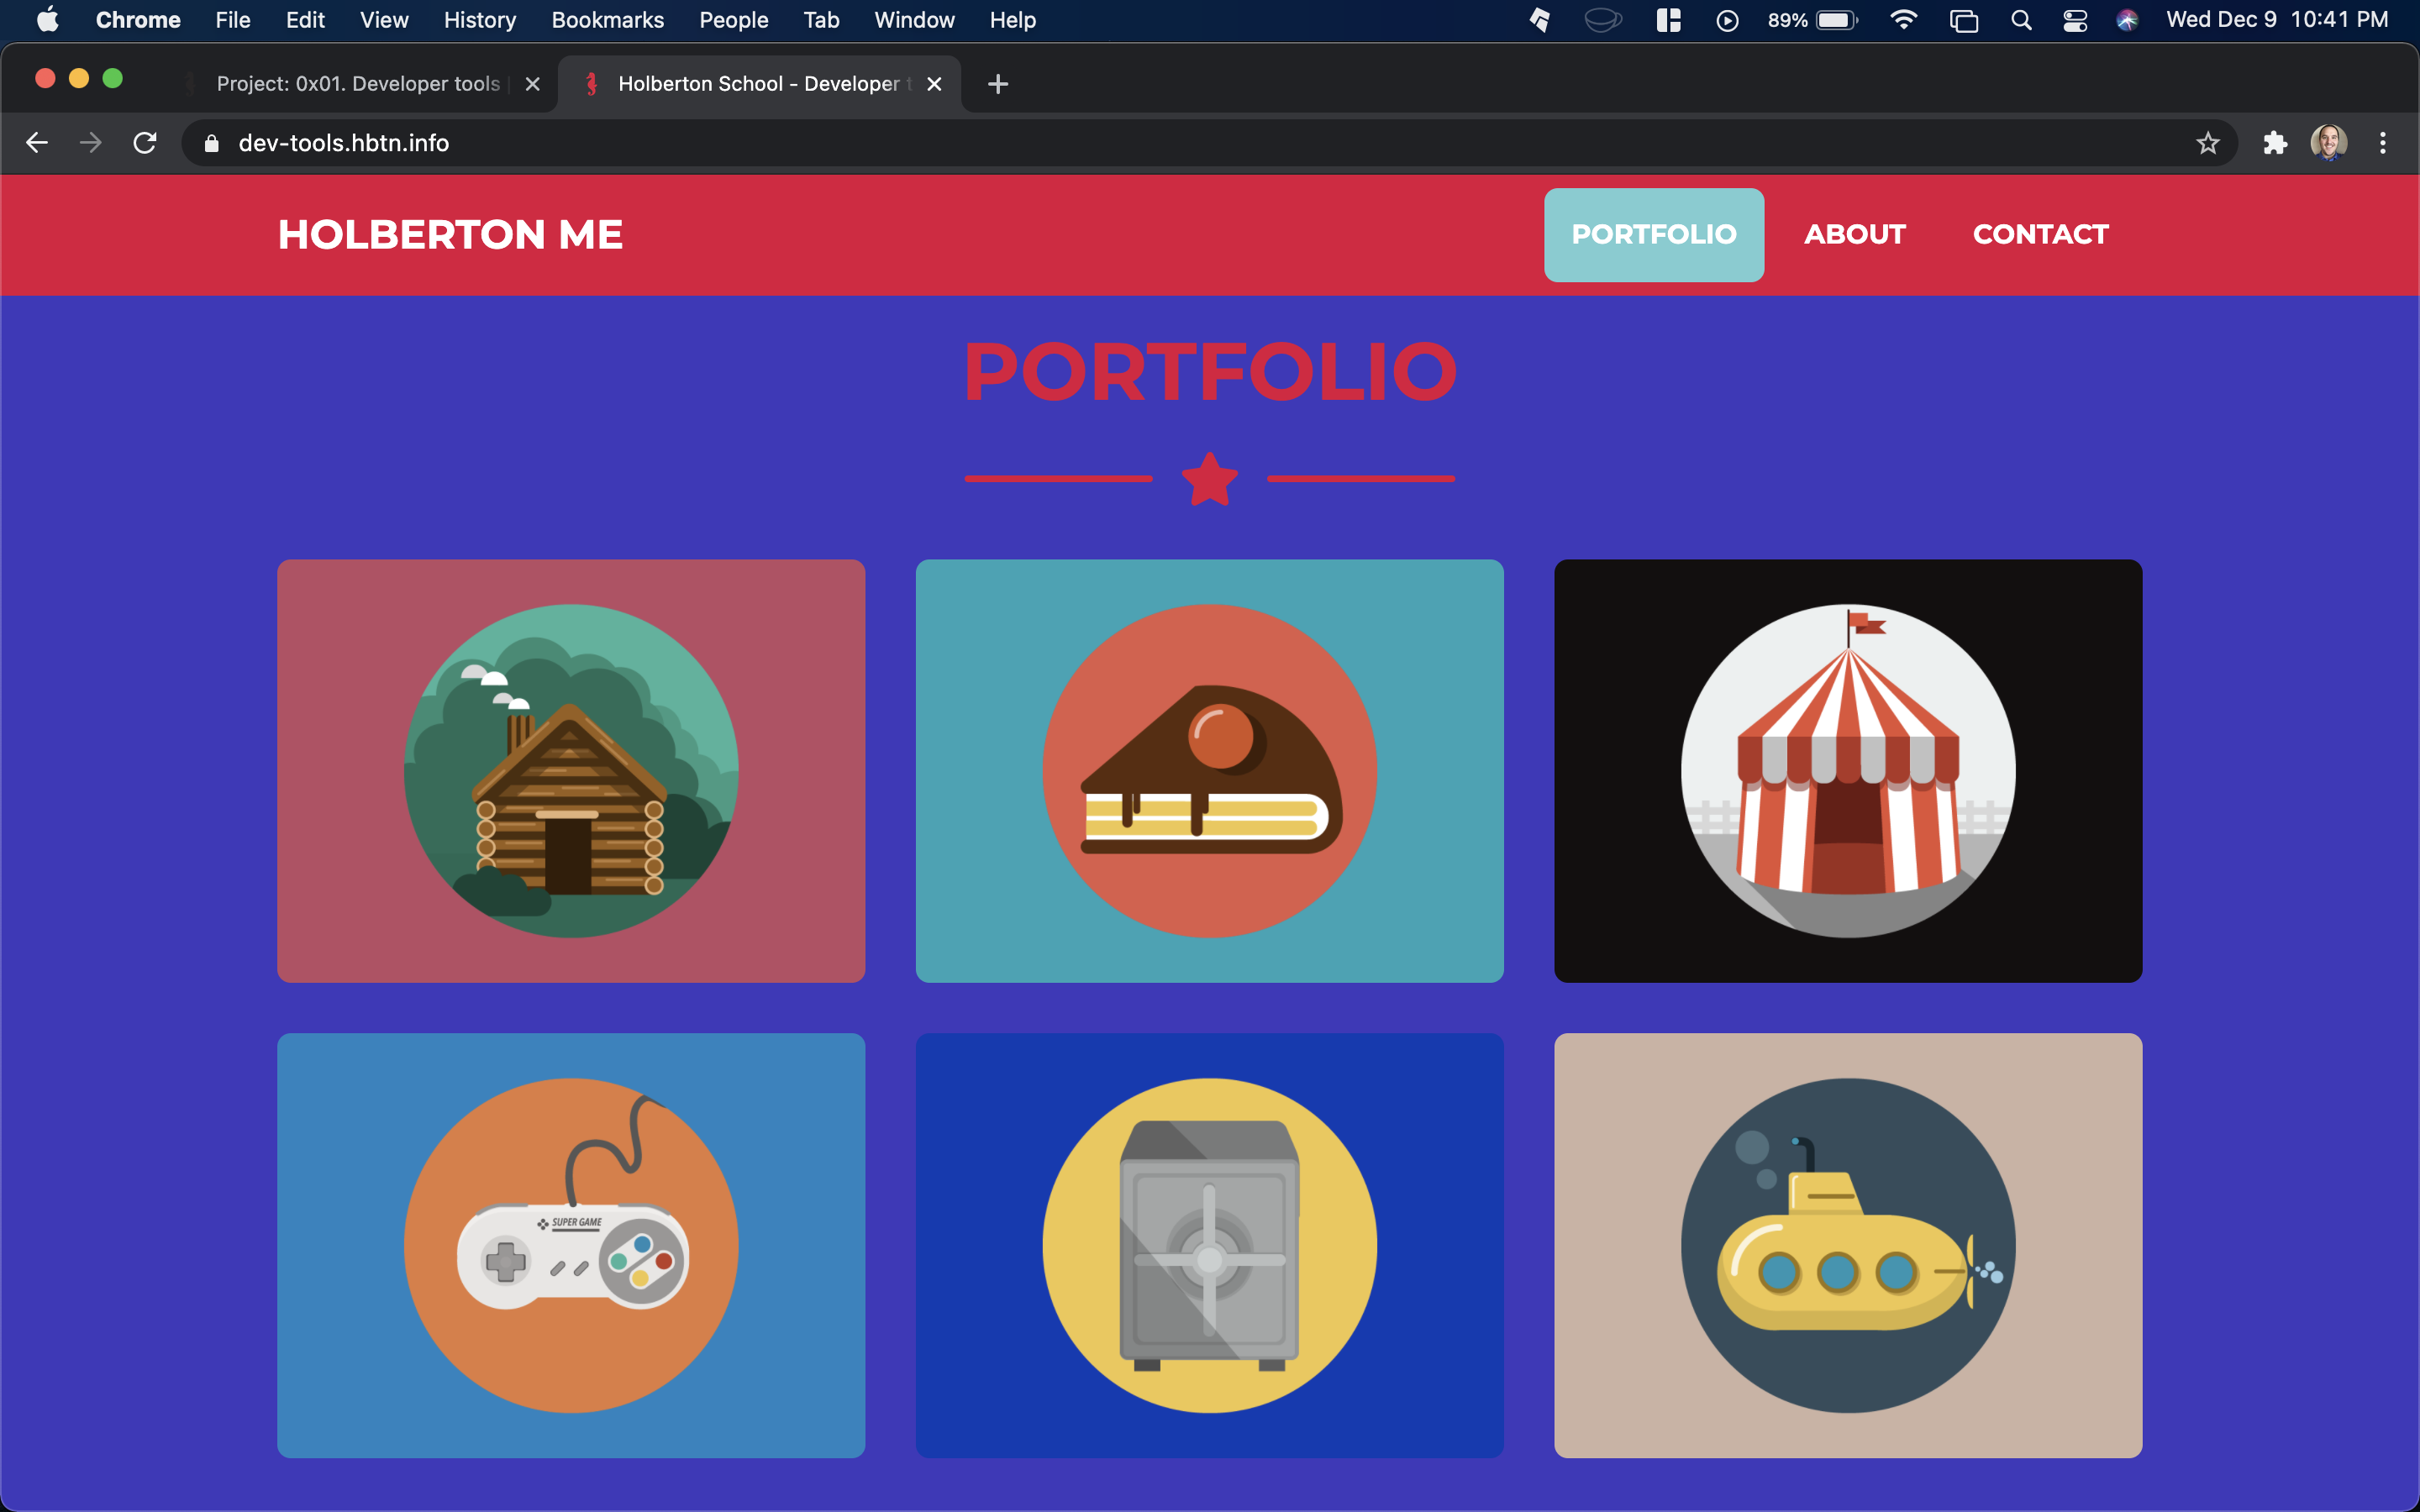 Chrome File Edit View History Bookmarks People Tab Window Help 89% Wed Dec 9 10:41 PM
Project: 0x01. Developer tools Holberton School - Developer t
dev-tools.hbtn.info
HOLBERTON ME PORTFOLIO ABOUT CONTACT
PORTFOLIO
SUPER GAME